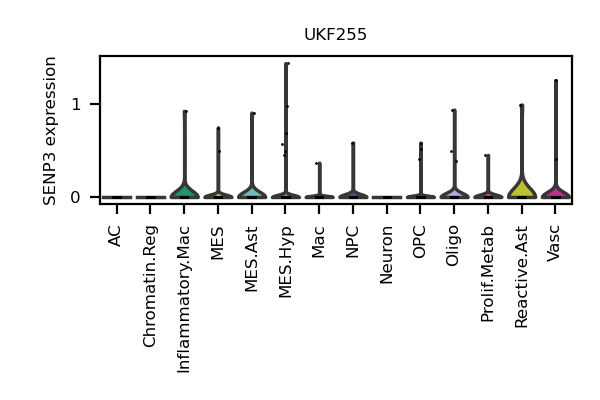 UKF255
SENP3 expression
1
0
AC
Chromatin.Reg
Inflammatory.Mac
MES
MES.Ast
MES.Hyp
Mac
NPC
Neuron
OPC
Oligo
Prolif.Metab
Reactive.Ast
Vasc